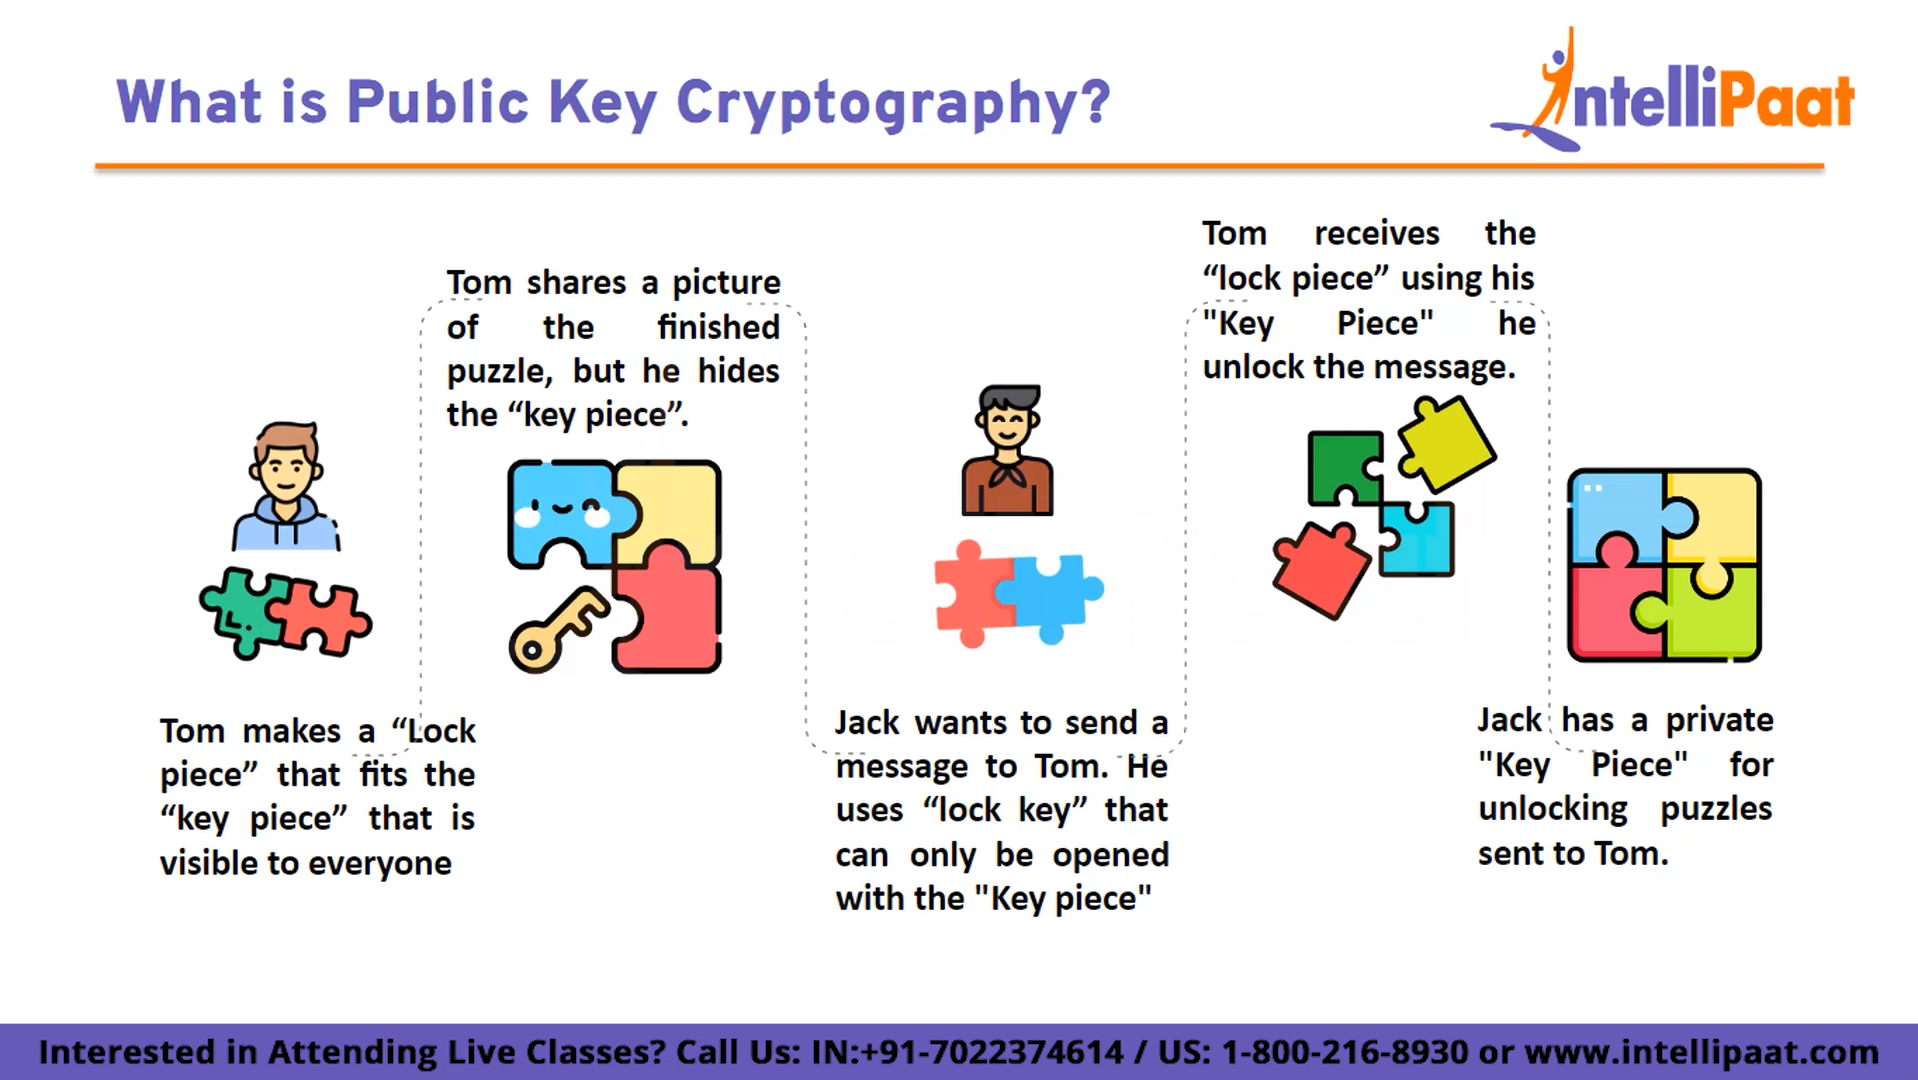 What is Public Key Cryptography?
IntelliPaat
Tom makes a “Lock
piece” that fits the
“key piece” that is
visible to everyone
Tom shares a picture
of the finished
puzzle, but he hides
the “key piece”.
Jack wants to send a
message to Tom. He
uses “lock key” that
can only be opened
with the "Key piece"
Tom receives the
“lock piece” using his
"Key Piece" he
unlock the message.
Jack has a private
"Key Piece" for
unlocking puzzles
sent to Tom.
Interested in Attending Live Classes? Call Us: IN:+91-7022374614 / US: 1-800-216-8930 or www.intellipaat.com